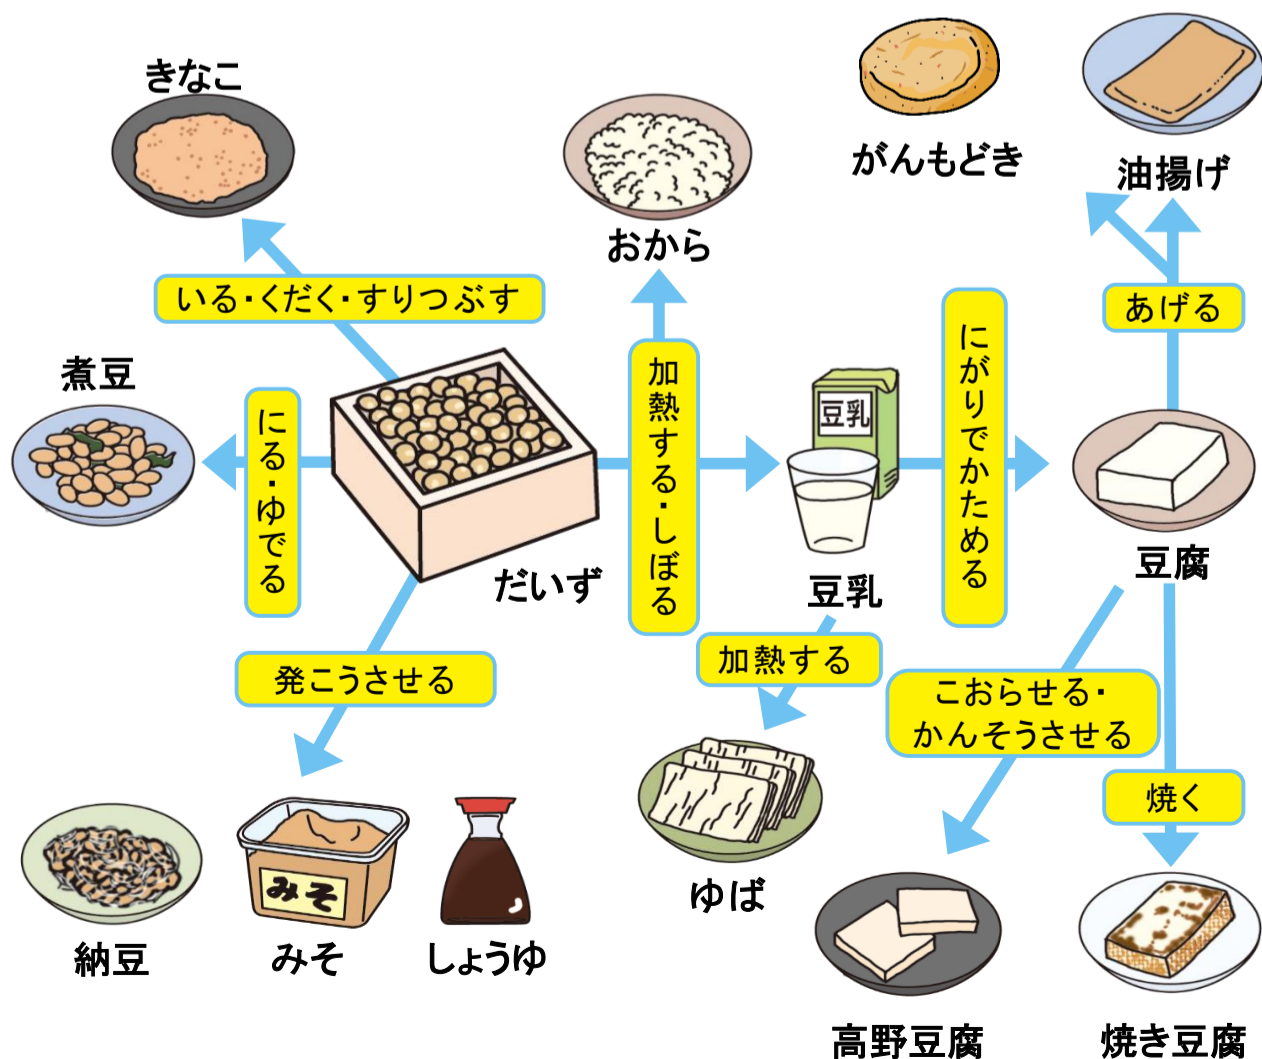 きなこ
おから
がんもどき
油揚げ
いる・くだく・すりつぶす
あげる
煮豆
にる・ゆでる
だいず
加熱する・しぼる
豆乳
豆乳
にがりでかためる
豆腐
発こうさせる
加熱する
こおらせる・
かんそうさせる
焼く
納豆
みそ
みそ
しょうゆ
ゆば
高野豆腐
焼き豆腐